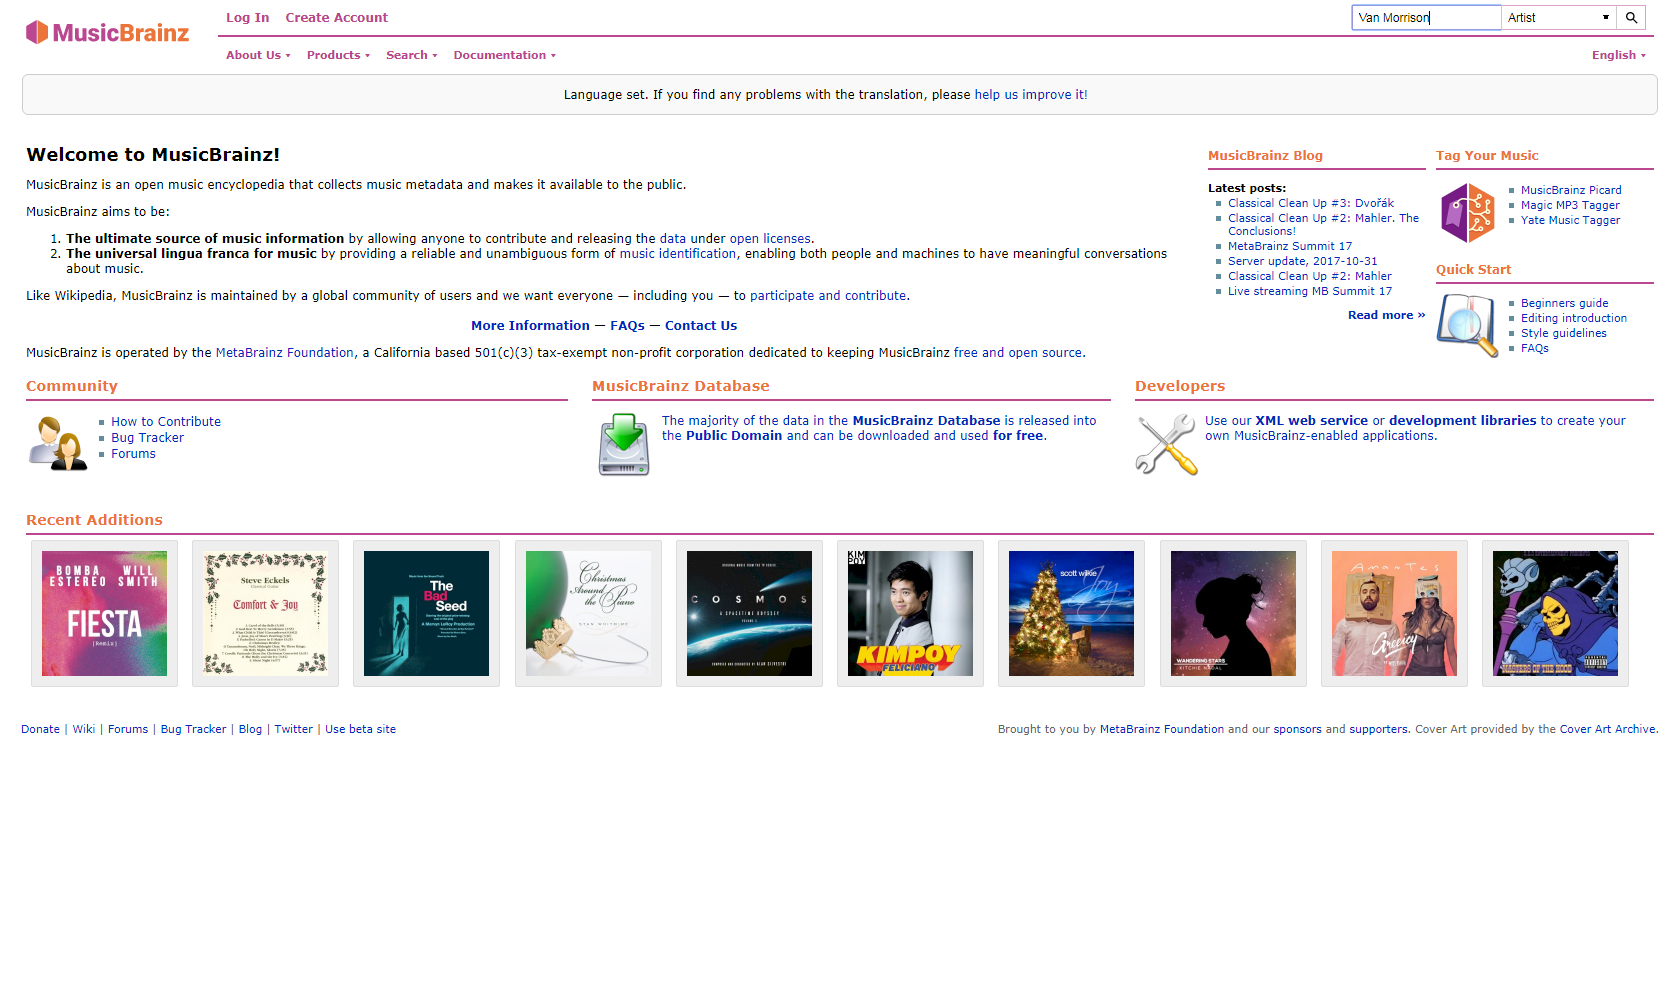 MusicBrainz
Log In Create Account
Van Morrison Artist
About Us Products Search Documentation
English
Language set. If you find any problems with the translation, please help us improve it!
Welcome to MusicBrainz!
MusicBrainz is an open music encyclopedia that collects music metadata and makes it available to the public.
MusicBrainz aims to be:
1. The ultimate source of music information by allowing anyone to contribute and releasing the data under open licenses.
2. The universal lingua franca for music by providing a reliable and unambiguous form of music identification, enabling both people and machines to have meaningful conversations
about music.
Like Wikipedia, MusicBrainz is maintained by a global community of users and we want everyone — including you — to participate and contribute.
More Information — FAQs — Contact Us
MusicBrainz is operated by the MetaBrainz Foundation, a California based 501(c)(3) tax-exempt non-profit corporation dedicated to keeping MusicBrainz free and open source.
MusicBrainz Blog
Latest posts:
Classical Clean Up #3: Dvořák
Classical Clean Up #2: Mahler. The
Conclusions!
MetaBrainz Summit 17
Server update, 2017-10-31
Classical Clean Up #2: Mahler
Live streaming MB Summit 17
Read more »
Tag Your Music
MusicBrainz Picard
Magic MP3 Tagger
Yate Music Tagger
Quick Start
Beginners guide
Editing introduction
Style guidelines
FAQs
Community
How to Contribute
Bug Tracker
Forums
MusicBrainz Database
The majority of the data in the MusicBrainz Database is released into
the Public Domain and can be downloaded and used for free.
Developers
Use our XML web service or development libraries to create your
own MusicBrainz-enabled applications.
Recent Additions
BOMBA WILL
ESTEREO SMITH
FIESTA
[Remix]
Steve Eckels
Comfort & Joy
The
Bad
Seed
A Mervyn LeRoy Production
Christmas
Around
the Piano
STAN WHITMIRE
COSMOS
A SPACETIME ODYSSEY
KIM
POY
KIMPOY
FELICIANO
scott wilkie
Joy
WANDERING STARS
RITCHIE NAGAL
AMANTES
Greeicy
MASTERS OF THE HOOD
Donate | Wiki | Forums | Bug Tracker | Blog | Twitter | Use beta site
Brought to you by MetaBrainz Foundation and our sponsors and supporters. Cover Art provided by the Cover Art Archive.